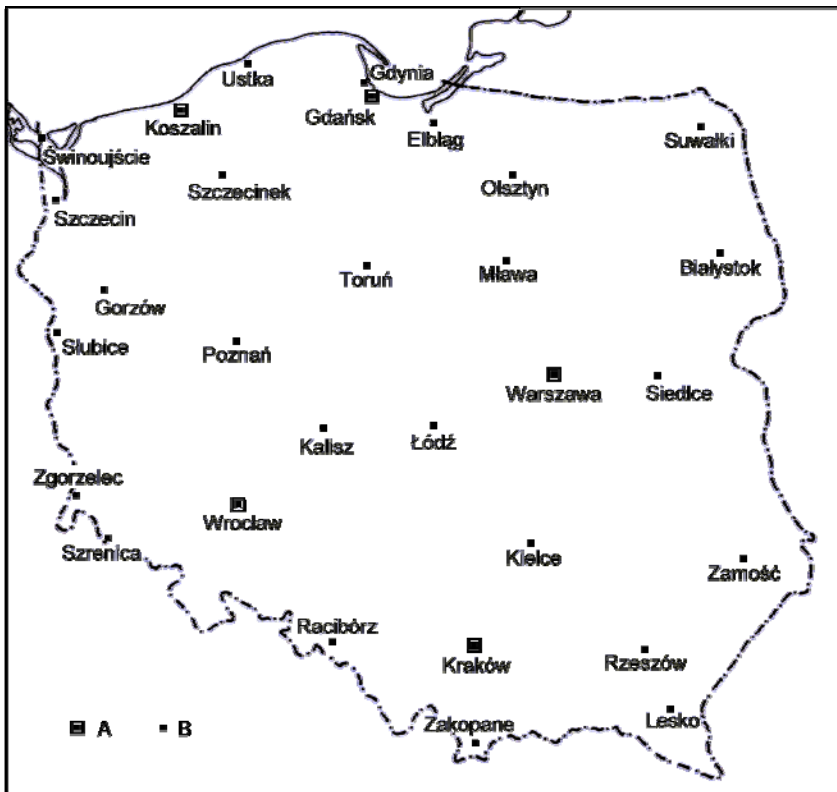 Ustka
Gdynia
Koszalin
Gdańsk
Elbląg
Suwałki
Świnoujście
Szczecinek
Olsztyn
Szczecin
Toruń
Mława
Białystok
Gorzów
Słubice
Poznań
Warszawa
Siedlce
Kalisz
Łódź
Zgorzelec
Wrocław
Szrenica
Kielce
Zamość
Racibórz
Kraków
Rzeszów
Lesko
Zakopane
A B